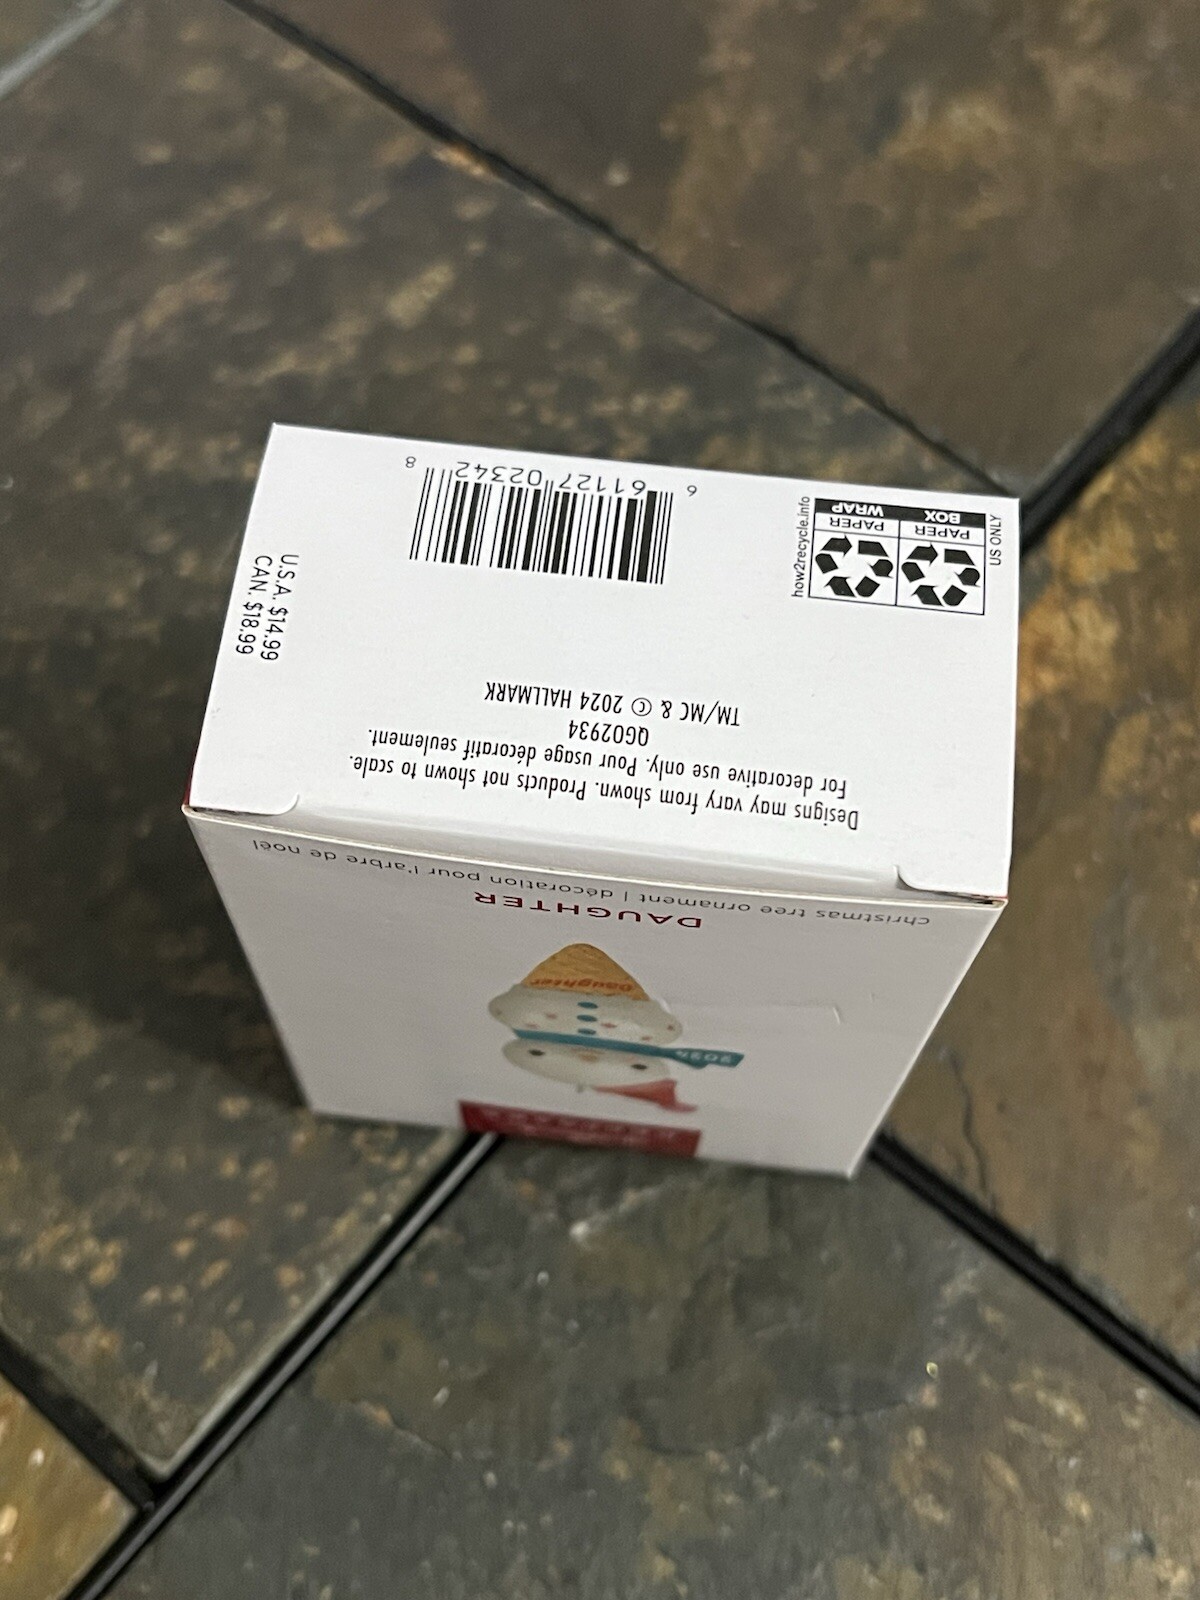 Designs may vary from shown. Products not shown to scale.
For decorative use only. Pour usage décoratif seulement.
QGO2934
TM/MC & © 2024 HALLMARK
U.S.A. $14.99
CAN. $18.99
how2recycle.info
PAPER
BOX
PAPER
WRAP
US ONLY
6 61127 02342 8
christmas tree ornament | décoration pour l'arbre de noël
DAUGHTER
Daughter
2024